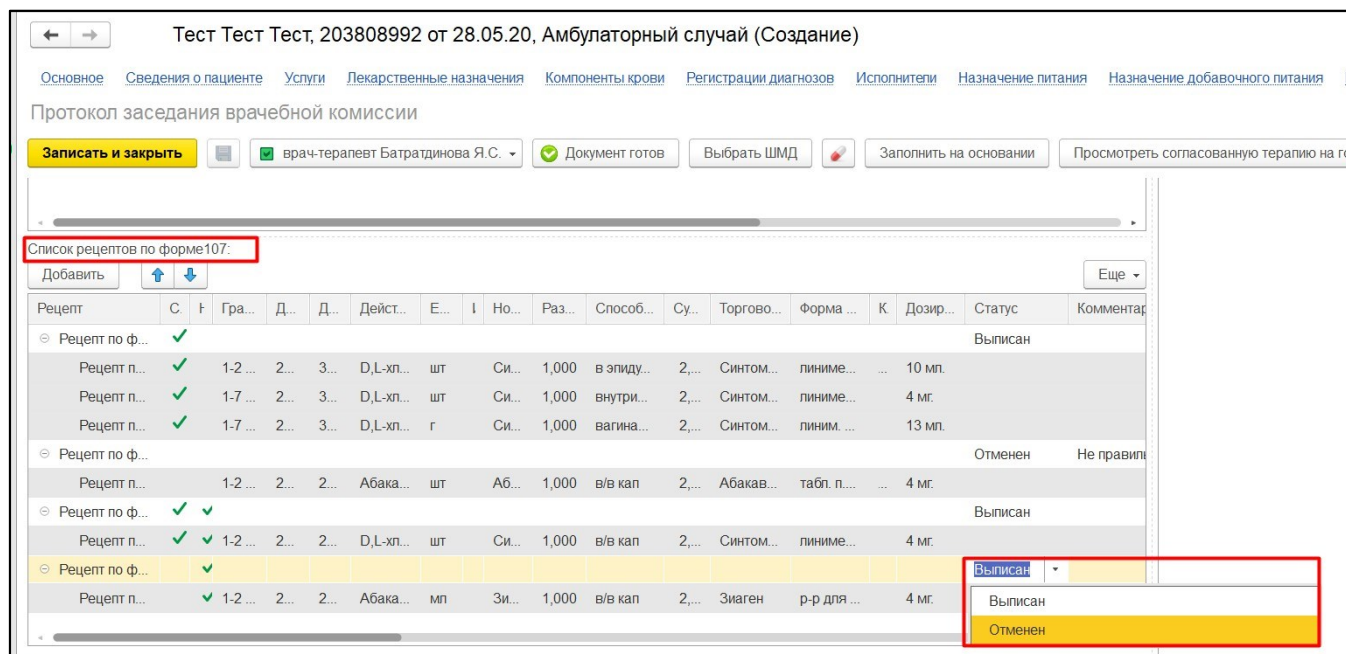 Тест Тест Тест, 203808992 от 28.05.20, Амбулаторный случай (Создание)
Основное Сведения о пациенте Услуги Лекарственные назначения Компоненты крови Регистрации диагнозов Исполнители Назначение питания Назначение добавочного питания
Протокол заседания врачебной комиссии
Записать и закрыть врач-терапевт Батратдинова Я.С. Документ готов Выбрать ШМД Заполнить на основании Просмотреть согласованную терапию на г
Список рецептов по форме107:
Добавить Еще
Рецепт С. Гра... Д... Д... Дейст... Е... Но... Раз... Способ... Су... Торгово... Форма ... К. Дозир... Статус Комментар
Рецепт по ф... Выписан
Рецепт п... 1-2 ... 2... 3... D,L-хл... шт Си... 1,000 в эпиду... 2,... Синтом... линиме... ... 10 мл.
Рецепт п... 1-7 ... 2... 3... D,L-хл... шт Си... 1,000 внутри... 2,... Синтом... линиме... 4 мг.
Рецепт п... 1-7 ... 2... 3... D,L-хл... г Си... 1,000 вагина... 2,... Синтом... линим. ... 13 мл.
Рецепт по ф... Отменен Не правиль
Рецепт п... 1-2 ... 2... 2... Абака... шт Аб... 1,000 в/в кап 2,... Абакав... табл. п.... ... 4 мг.
Рецепт по ф... Выписан
Рецепт п... 1-2 ... 2... 2... D,L-хл... шт Си... 1,000 в/в кап 2,... Синтом... линиме... 4 мг.
Рецепт по ф... Выписан
Рецепт п... 1-2 ... 2... 2... Абака... мл Зи... 1,000 в/в кап 2,... Зиаген р-р для ... 4 мг.
Выписан
Отменен